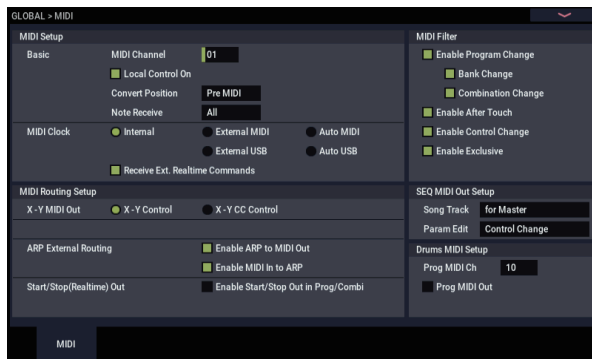 GLOBAL > MIDI
MIDI Setup
Basic MIDI Channel 01
Local Control On
Convert Position Pre MIDI
Note Receive All
MIDI Clock Internal External MIDI Auto MIDI
External USB Auto USB
Receive Ext. Realtime Commands
MIDI Routing Setup
X-Y MIDI Out X-Y Control X-Y CC Control
ARP External Routing Enable ARP to MIDI Out
Enable MIDI In to ARP
Start/Stop(Realtime) Out Enable Start/Stop Out in Prog/Combi
MIDI Filter
Enable Program Change
Bank Change
Combination Change
Enable After Touch
Enable Control Change
Enable Exclusive
SEQ MIDI Out Setup
Song Track for Master
Param Edit Control Change
Drums MIDI Setup
Prog MIDI Ch 10
Prog MIDI Out
MIDI